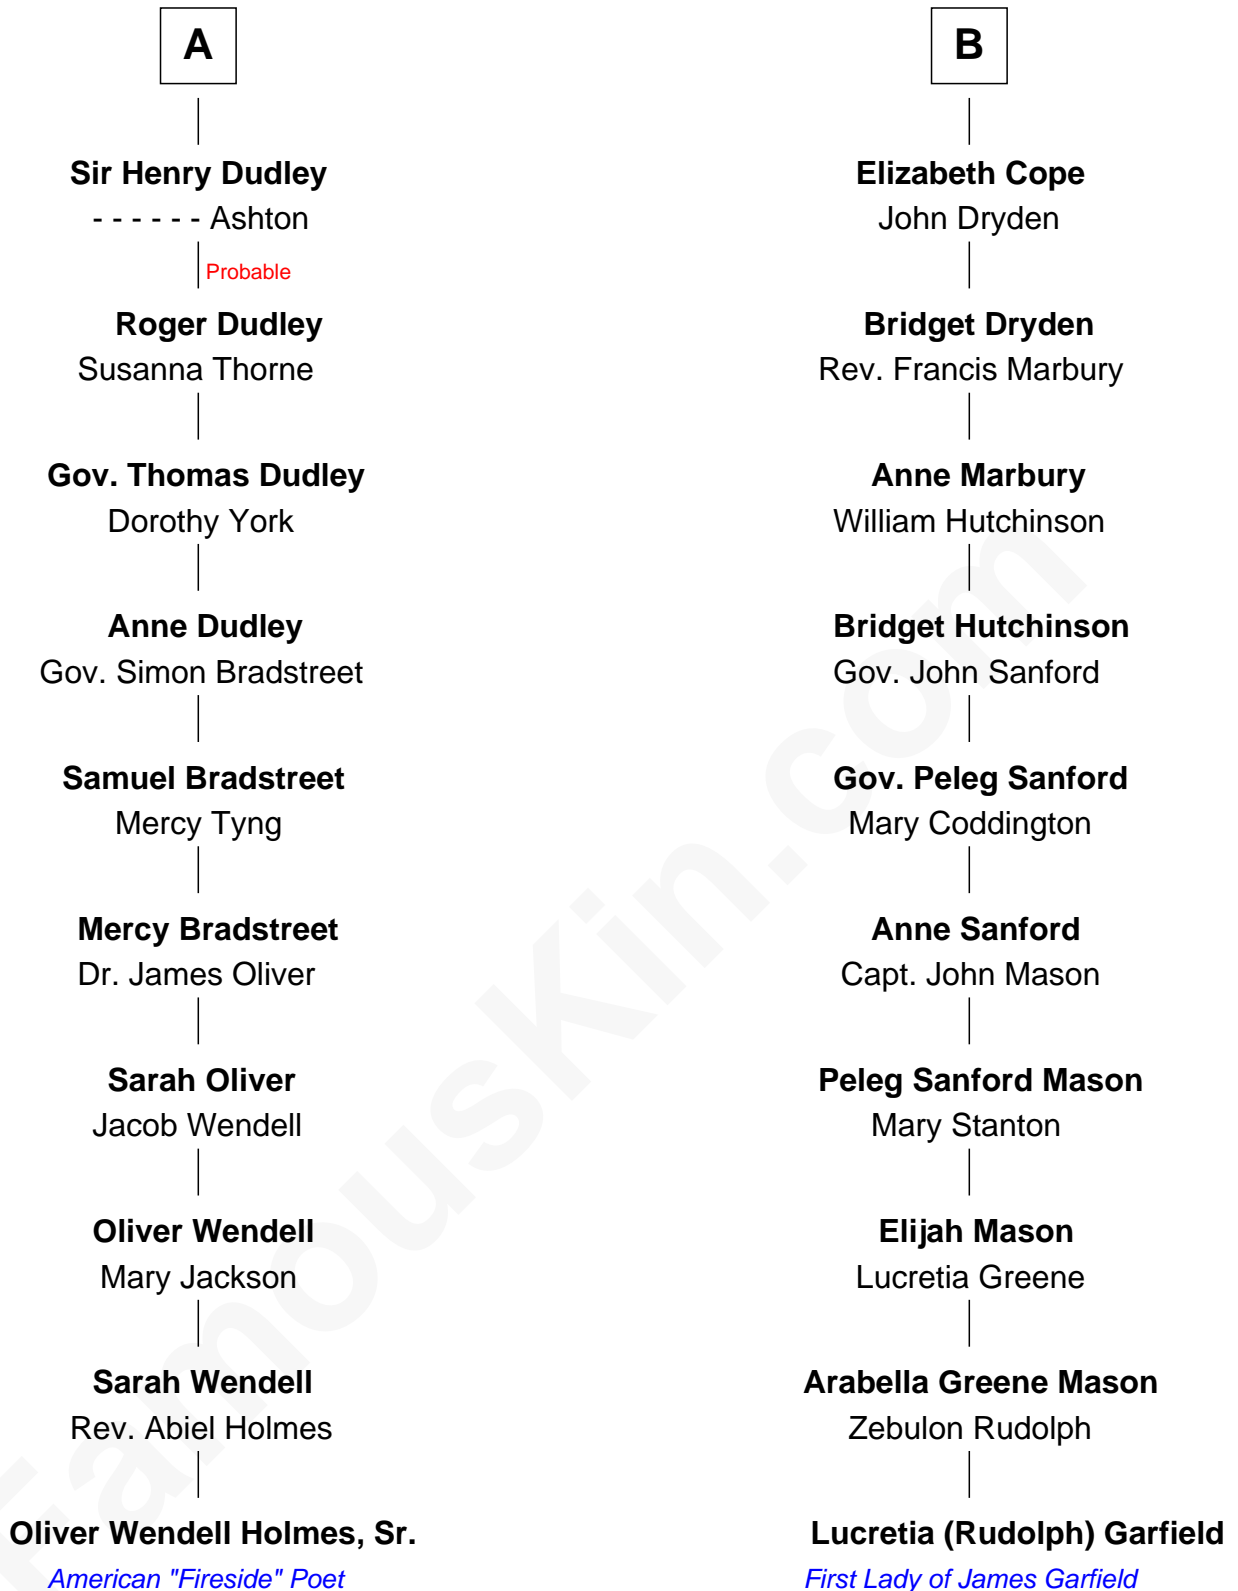 A
Sir Henry Dudley
- - - - - - Ashton
Probable
Roger Dudley
Susanna Thorne
Gov. Thomas Dudley
Dorothy York
Anne Dudley
Gov. Simon Bradstreet
Samuel Bradstreet
Mercy Tyng
Mercy Bradstreet
Dr. James Oliver
Sarah Oliver
Jacob Wendell
Oliver Wendell
Mary Jackson
Sarah Wendell
Rev. Abiel Holmes
Oliver Wendell Holmes, Sr.
American "Fireside" Poet
B
Elizabeth Cope
John Dryden
Bridget Dryden
Rev. Francis Marbury
Anne Marbury
William Hutchinson
Bridget Hutchinson
Gov. John Sanford
Gov. Peleg Sanford
Mary Coddington
Anne Sanford
Capt. John Mason
Peleg Sanford Mason
Mary Stanton
Elijah Mason
Lucretia Greene
Arabella Greene Mason
Zebulon Rudolph
Lucretia (Rudolph) Garfield
First Lady of James Garfield
FamousKin.com